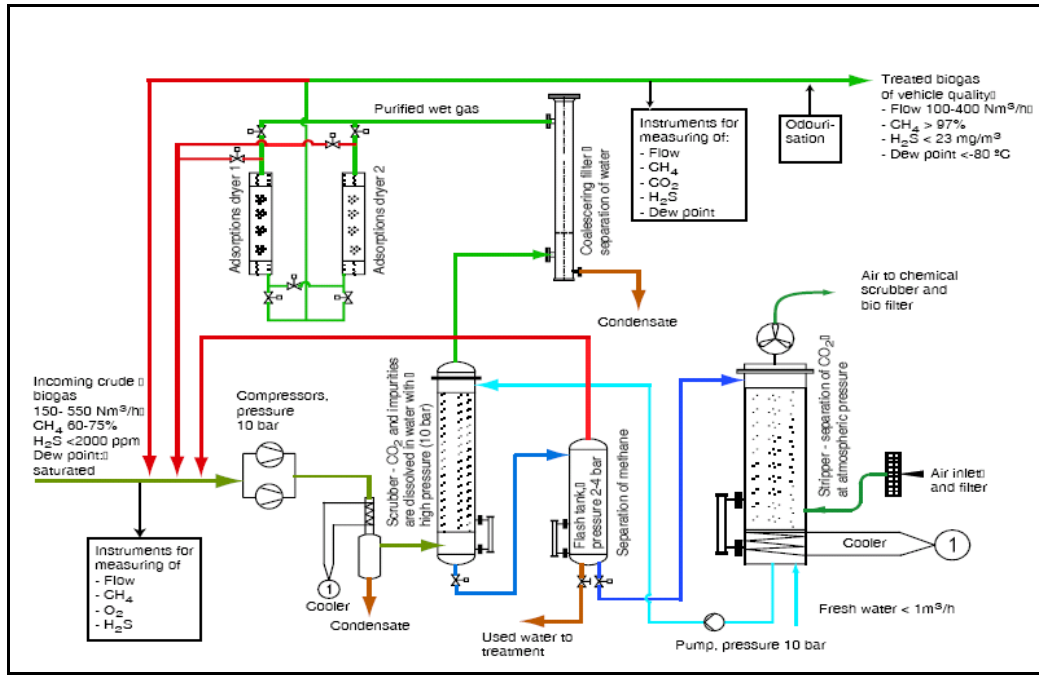 Purified wet gas
Treated biogas
of vehicle quality
- Flow 100-400 Nm³/h
- CH₄ > 97%
- H₂S < 23 mg/m³
- Dew point <-80 ºC
Instruments for
measuring of:
- Flow
- CH₄
- CO₂
- H₂S
- Dew point
Odouri-
sation
Adsorptions dryer 1
Adsorptions dryer 2
Coalescering filter
separation of water
Condensate
Air to chemical
scrubber and
bio filter
Incoming crude
biogas
150- 550 Nm³/h
CH₄ 60-75%
H₂S <2000 ppm
Dew point:
saturated
Compressors,
pressure
10 bar
Scrubber - CO₂ and impurities
are dissolved in water with
high pressure (10 bar)
Flash tank,
pressure 2-4 bar
Separation of methane
Stripper - separation of CO₂
at atmospheric pressure
Air inlet
and filter
Cooler
1
Instruments for
measuring of
- Flow
- CH₄
- O₂
- H₂S
1
Cooler
Condensate
Used water to
treatment
Pump, pressure 10 bar
Fresh water < 1m³/h